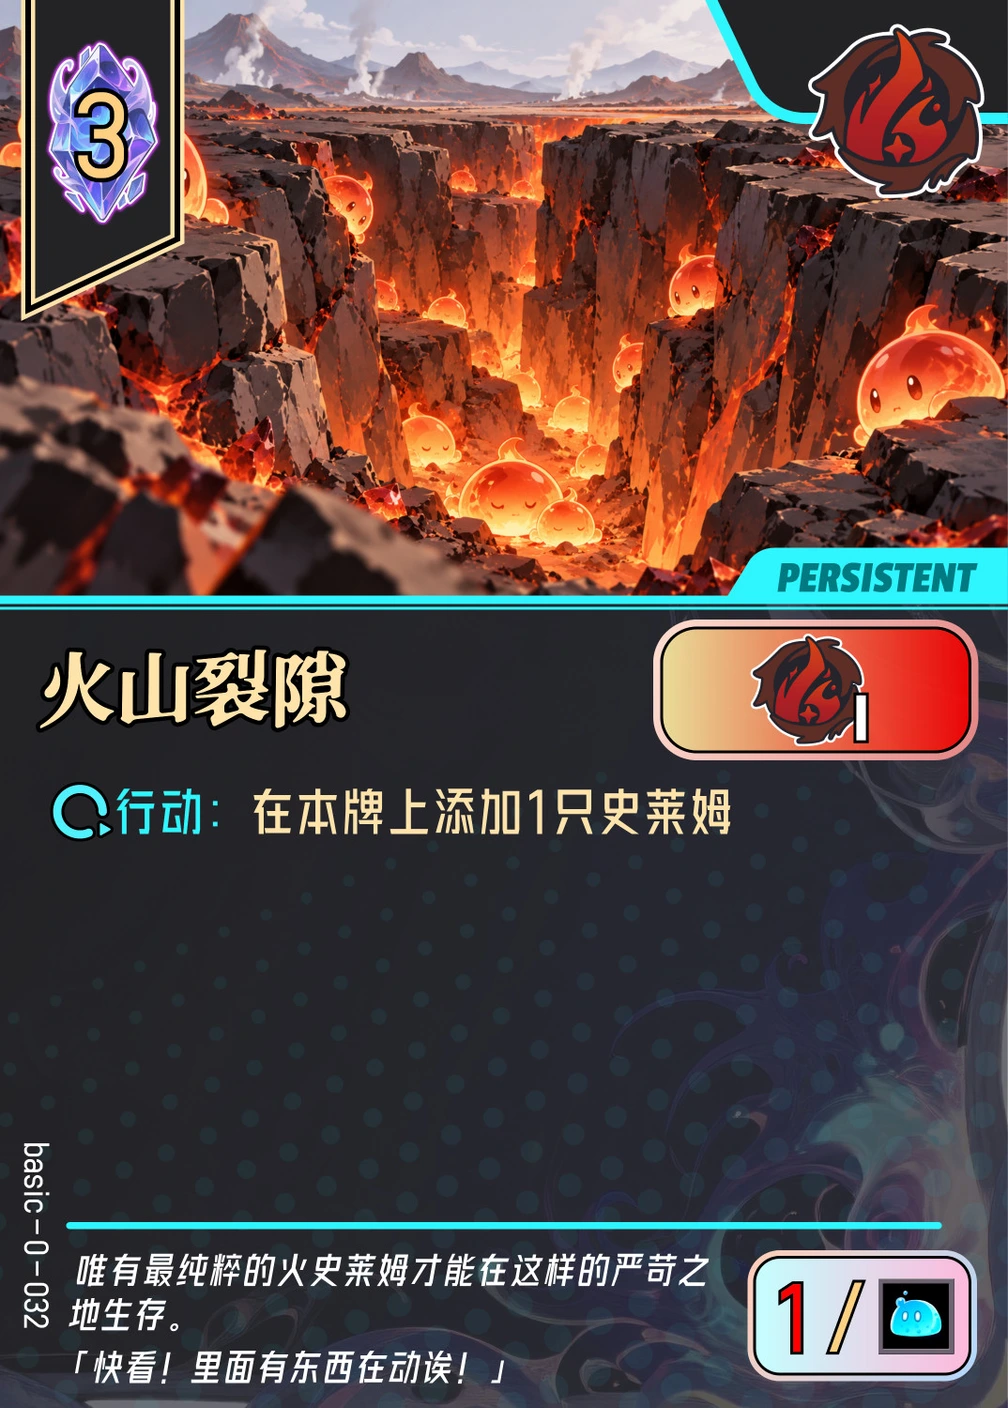 3
PERSISTENT
火山裂隙
I
行动：在本牌上添加1只史莱姆
basic-0-032
唯有最纯粹的火史莱姆才能在这样的严苛之
地生存。
「快看！里面有东西在动诶！」
1/